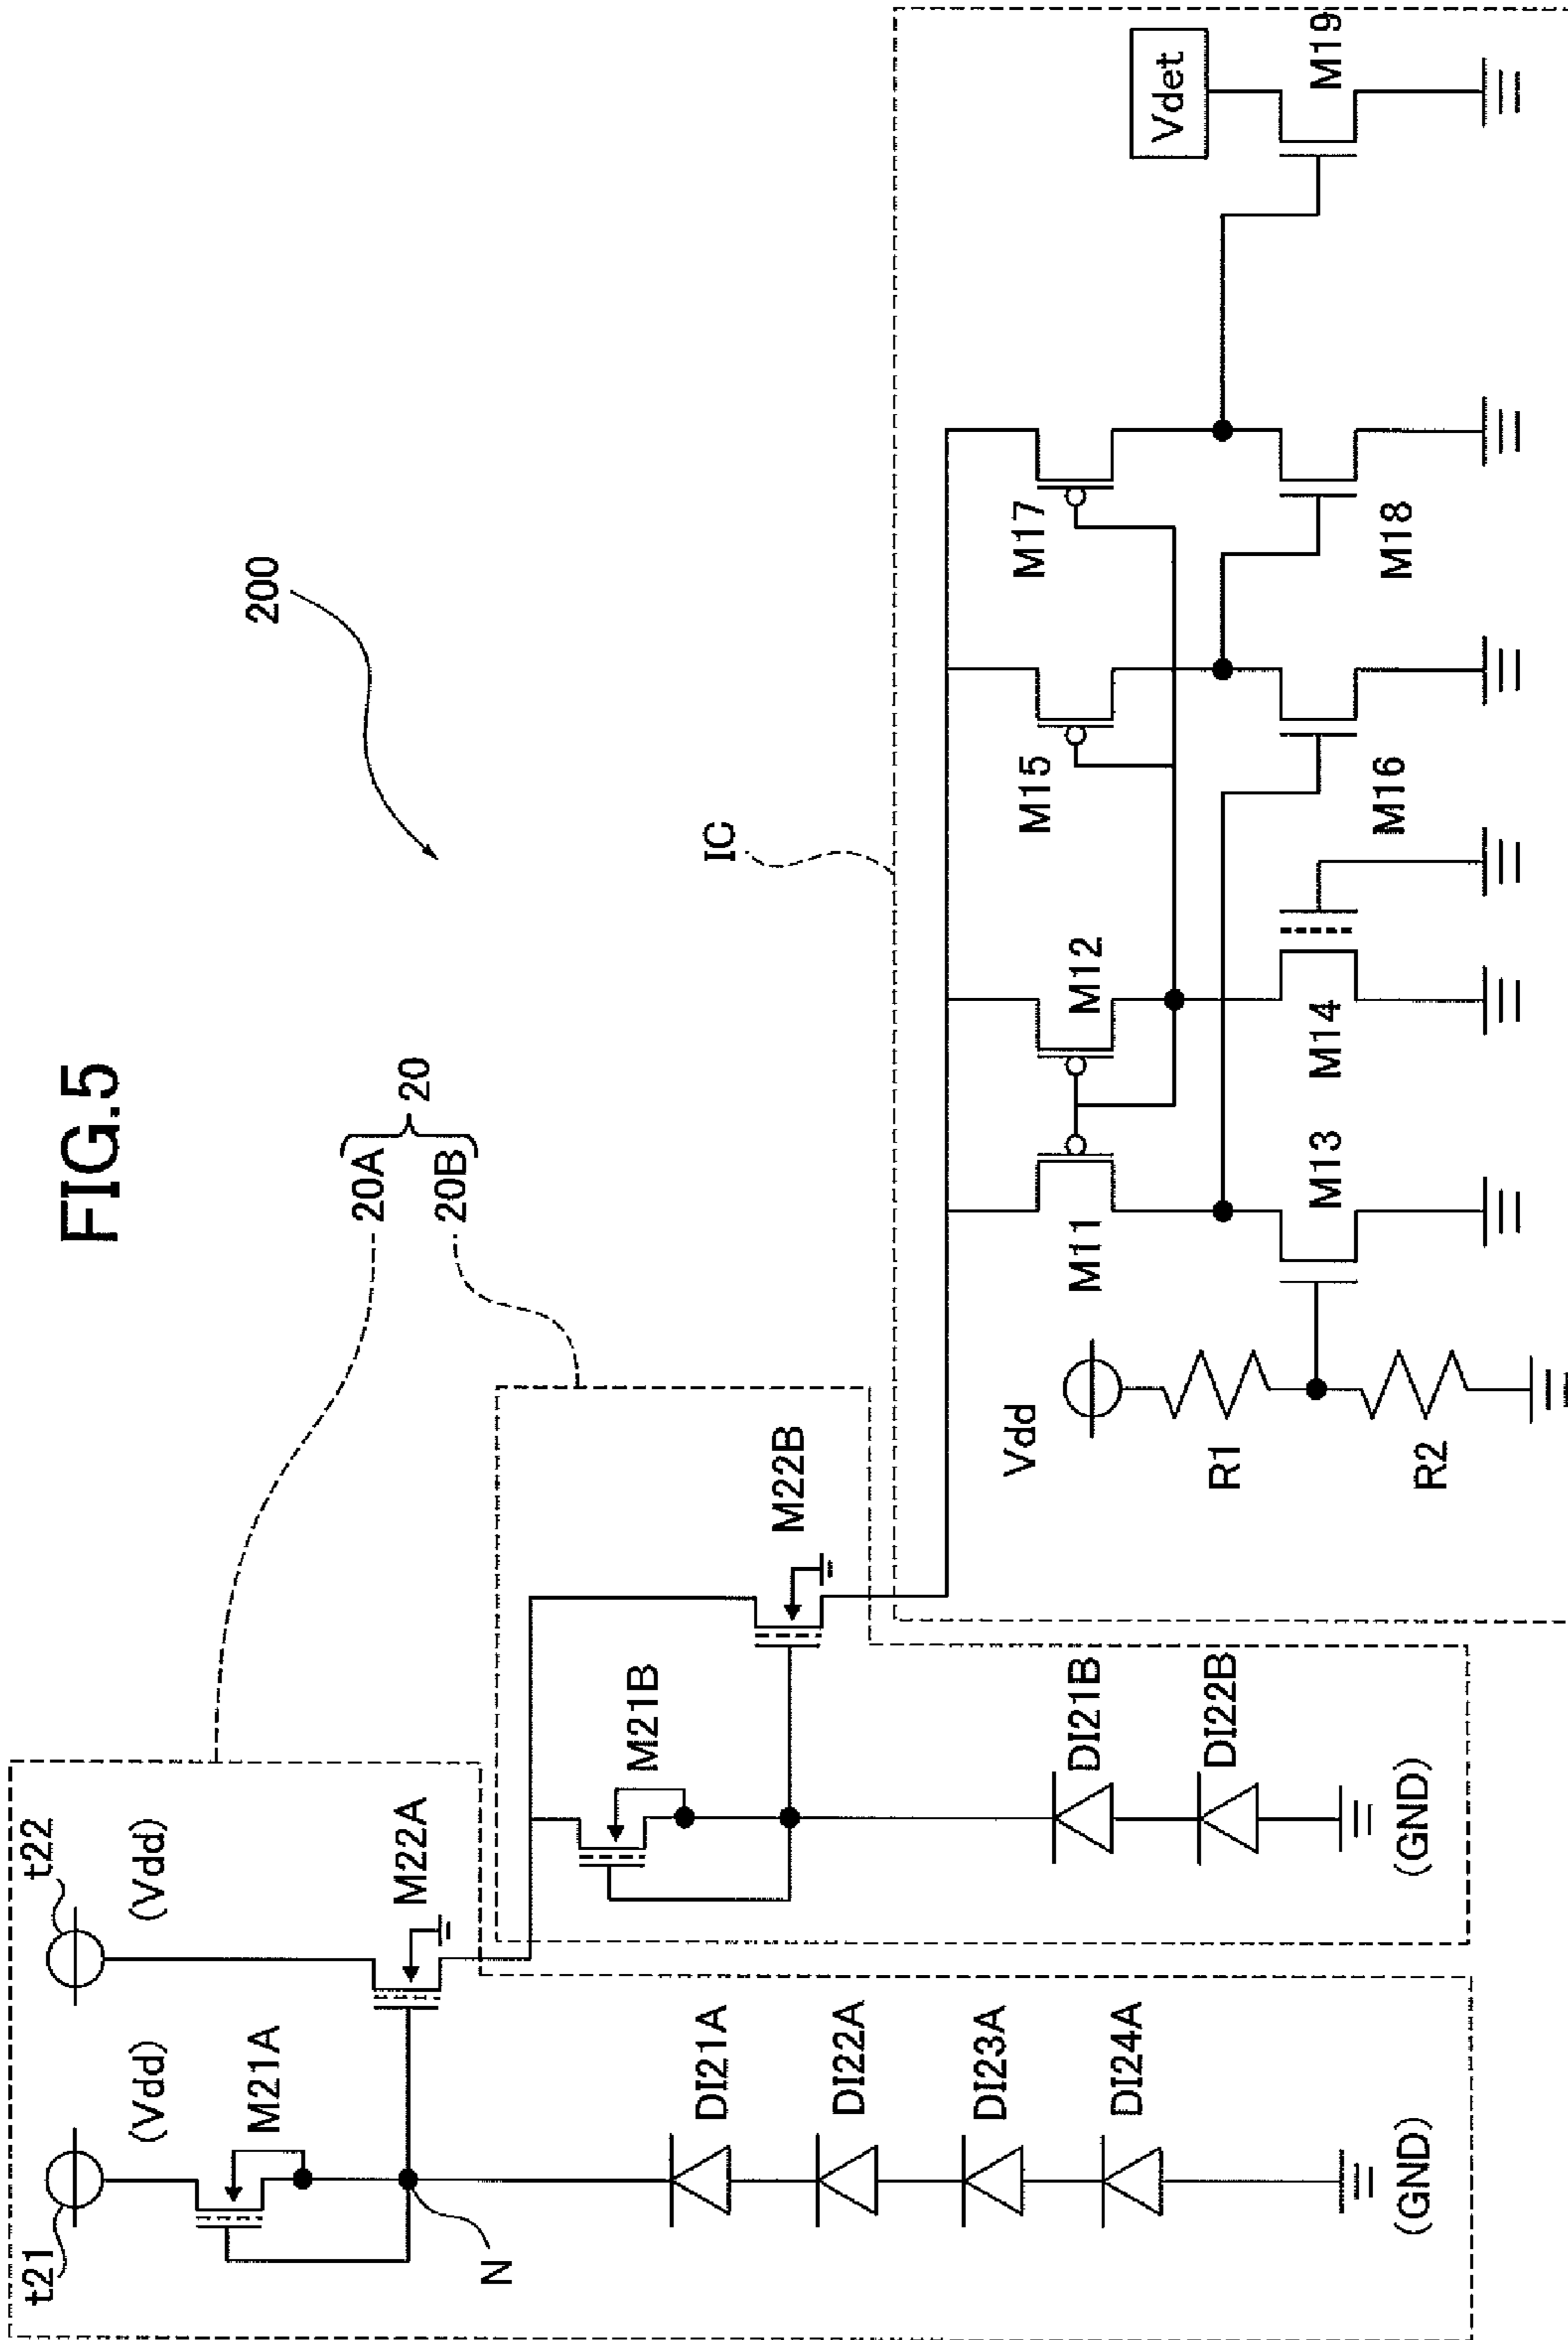 FIG.5
200
20A
20B
20
t21
(Vdd)
t22
(Vdd)
M21A
M22A
N
DI21A
DI22A
DI23A
DI24A
(GND)
M21B
M22B
DI21B
DI22B
(GND)
IC
Vdd
R1
R2
M11
M12
M13
M14
M15
M16
M17
M18
Vdet
M19